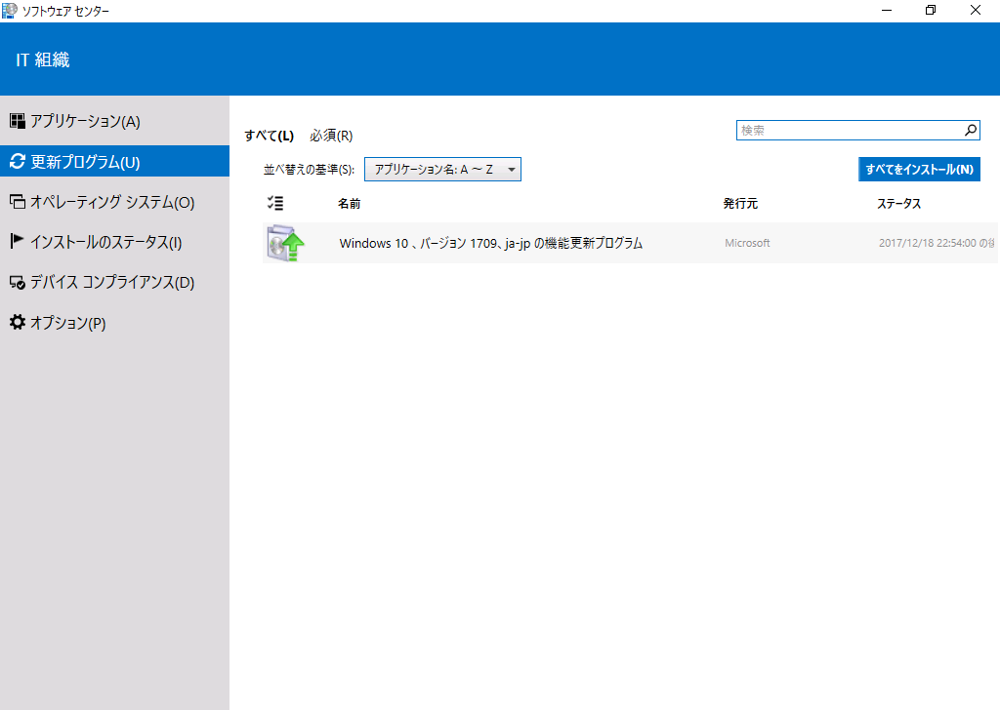 ソフトウェア センター
IT 組織
アプリケーション(A)
更新プログラム(U)
オペレーティング システム(O)
インストールのステータス(I)
デバイス コンプライアンス(D)
オプション(P)
すべて(L) 必須(R)
検索
並べ替えの基準(S): アプリケーション名: A ～ Z
すべてをインストール(N)
名前 発行元 ステータス
Windows 10 、バージョン 1709、ja-jp の機能更新プログラム Microsoft 2017/12/18 22:54:00 の